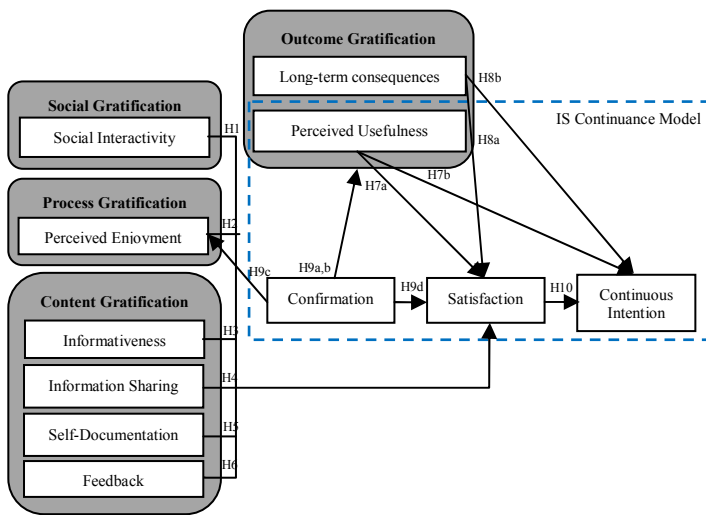 Outcome Gratification
Long-term consequences
H8b
IS Continuance Model
Perceived Usefulness
H8a
H7a
H7b
Social Gratification
Social Interactivity
H1
Process Gratification
Perceived Enjoyment
H2
H9c
H9a,b
Confirmation
H9d
Satisfaction
H10
Continuous
Intention
Content Gratification
Informativeness
H3
Information Sharing
H4
Self-Documentation
H5
Feedback
H6